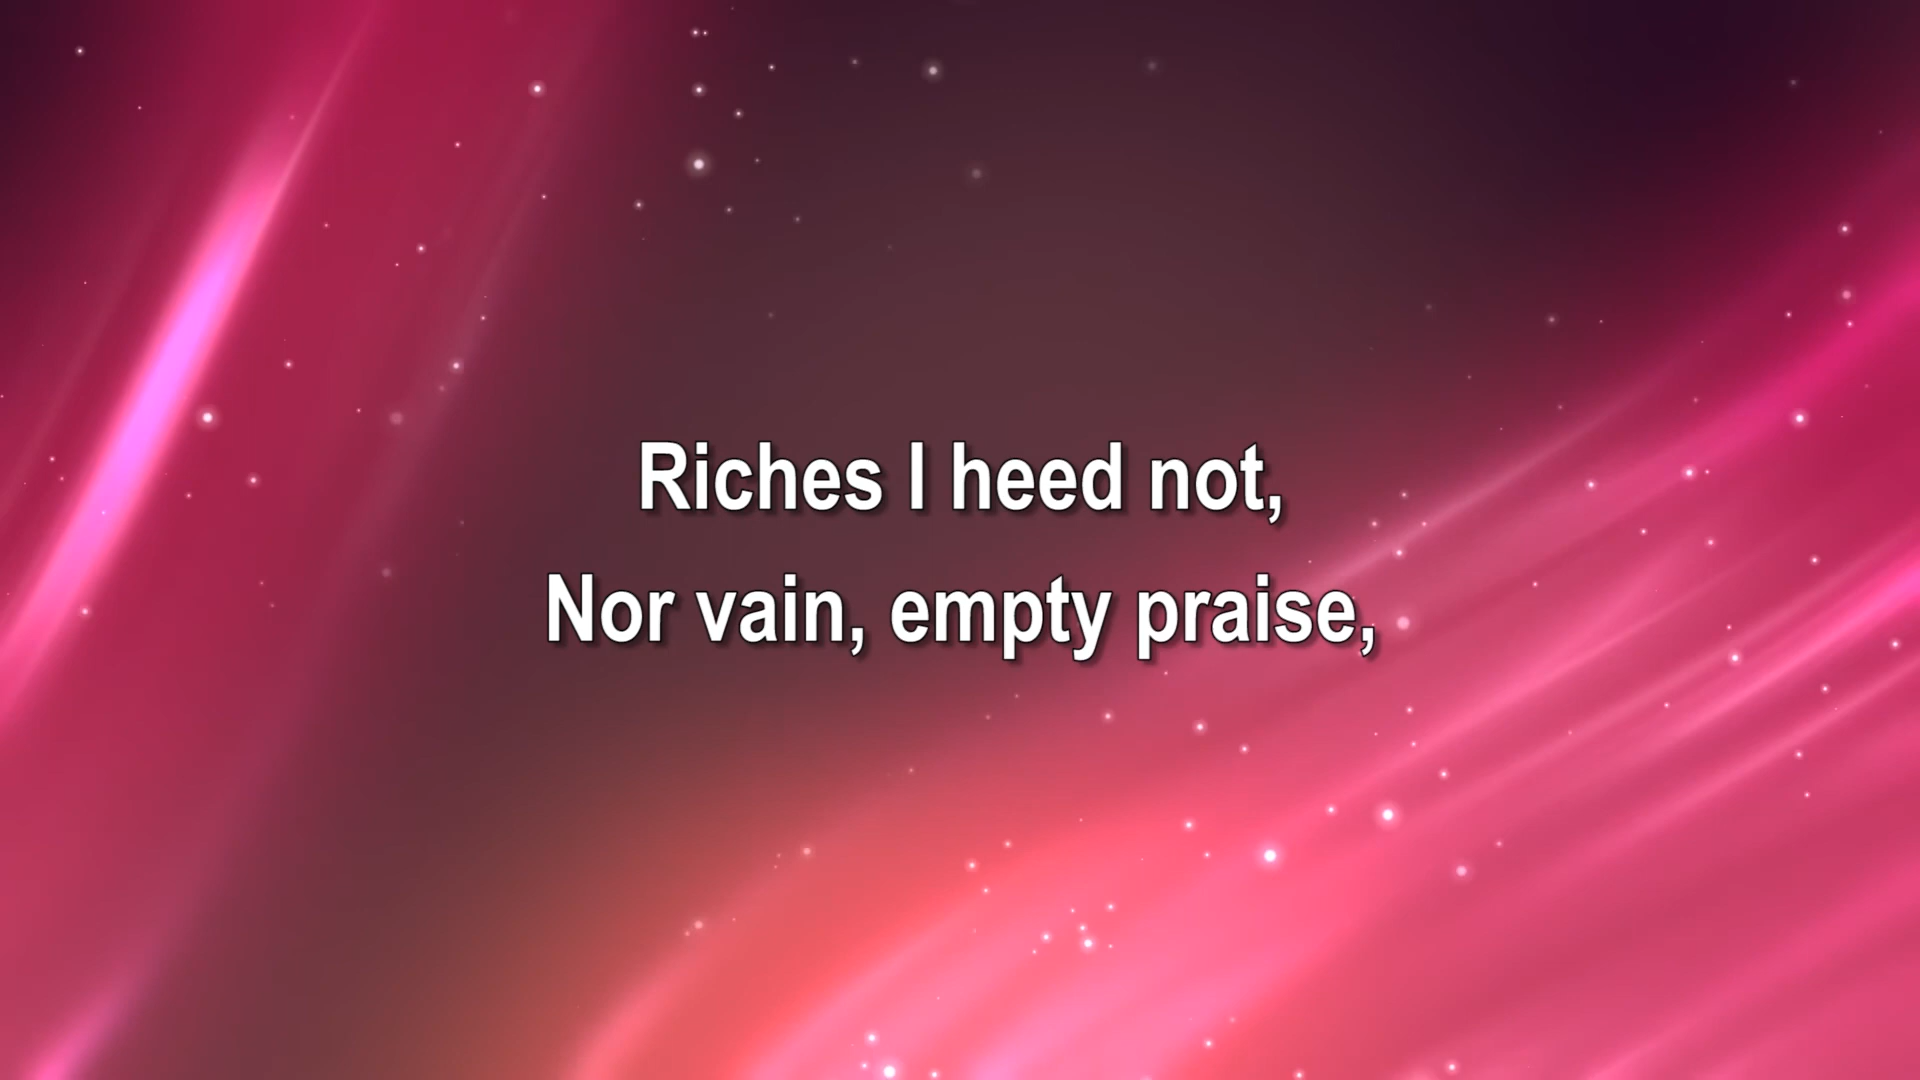 Riches I heed not,
Nor vain, empty praise,